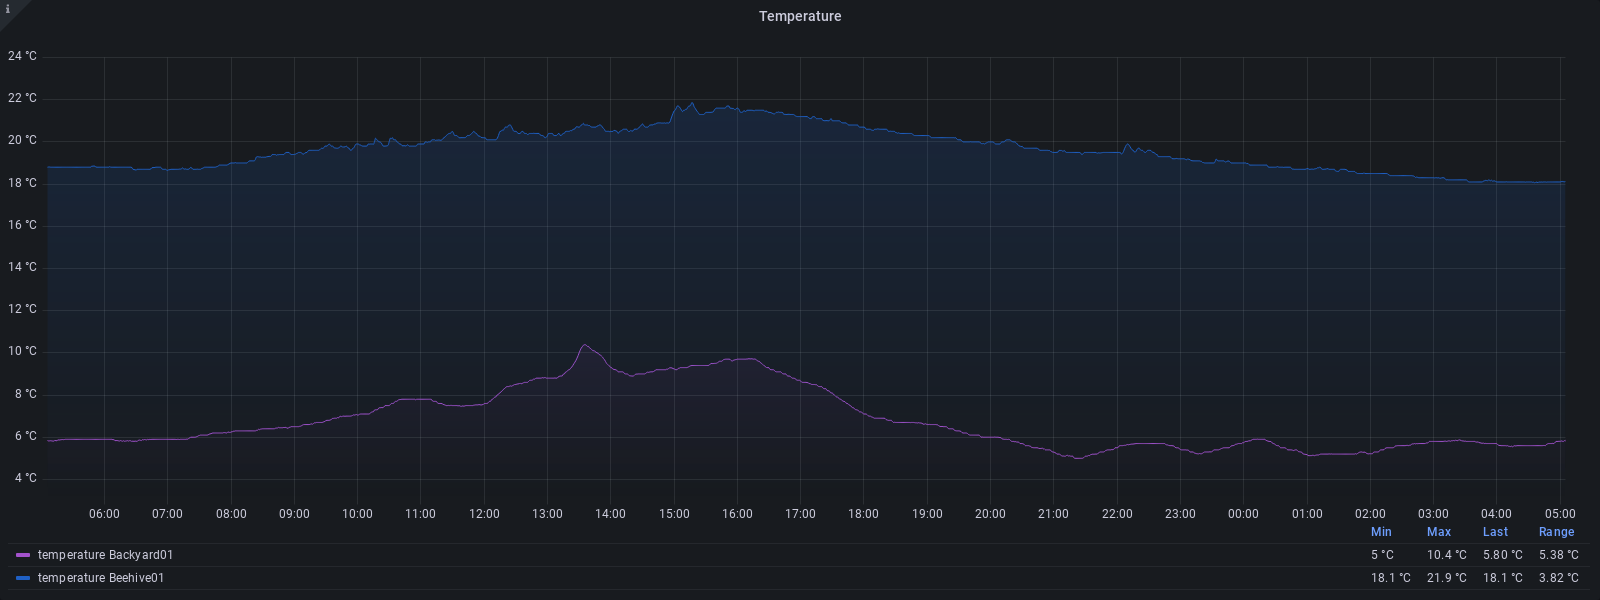 i
Temperature
24 °C
22 °C
20 °C
18 °C
16 °C
14 °C
12 °C
10 °C
8 °C
6 °C
4 °C
06:00 07:00 08:00 09:00 10:00 11:00 12:00 13:00 14:00 15:00 16:00 17:00 18:00 19:00 20:00 21:00 22:00 23:00 00:00 01:00 02:00 03:00 04:00 05:00
Min Max Last Range
temperature Backyard01 5 °C 10.4 °C 5.80 °C 5.38 °C
temperature Beehive01 18.1 °C 21.9 °C 18.1 °C 3.82 °C